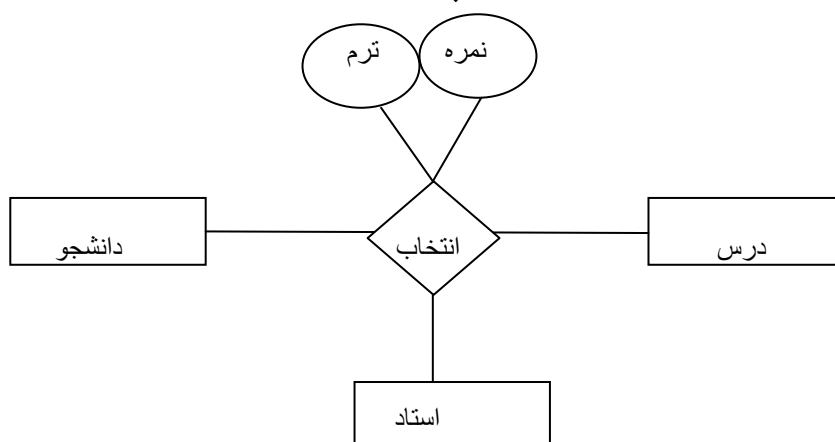 نمره
ترم
درس
انتخاب
دانشجو
استاد